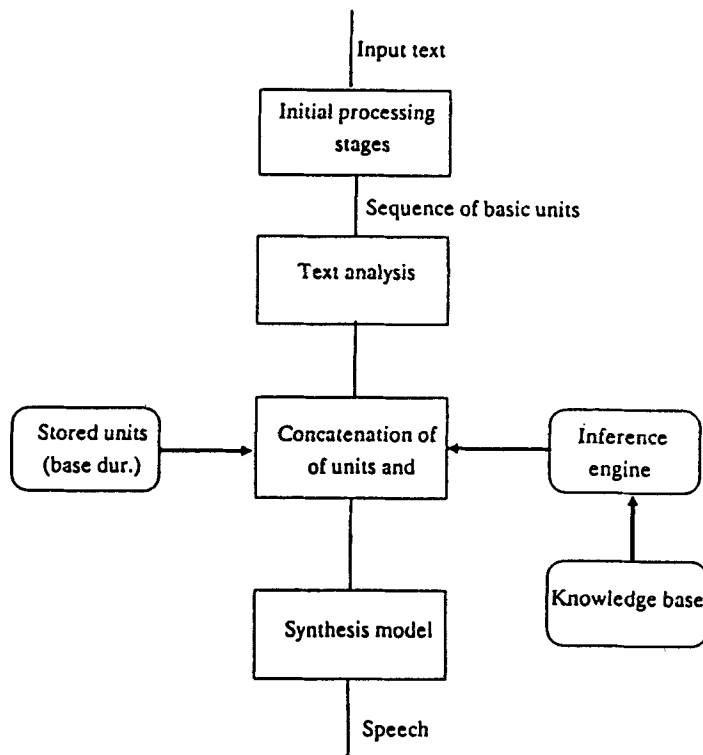 Input text
Initial processing
stages
Sequence of basic units
Text analysis
Stored units
(base dur.)
Concatenation of
of units and
Inference
engine
Knowledge base
Synthesis model
Speech